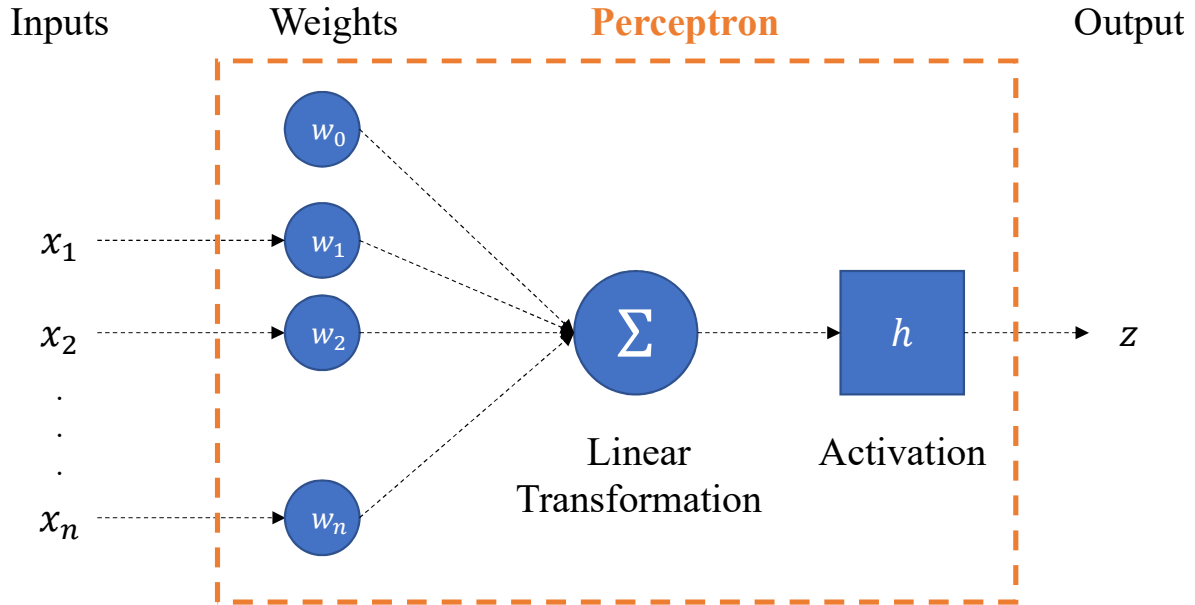 Inputs Weights Perceptron Output
w₀
x₁ w₁
x₂ w₂ Σ h z
.
.
.
xₙ wₙ
Linear
Transformation
Activation